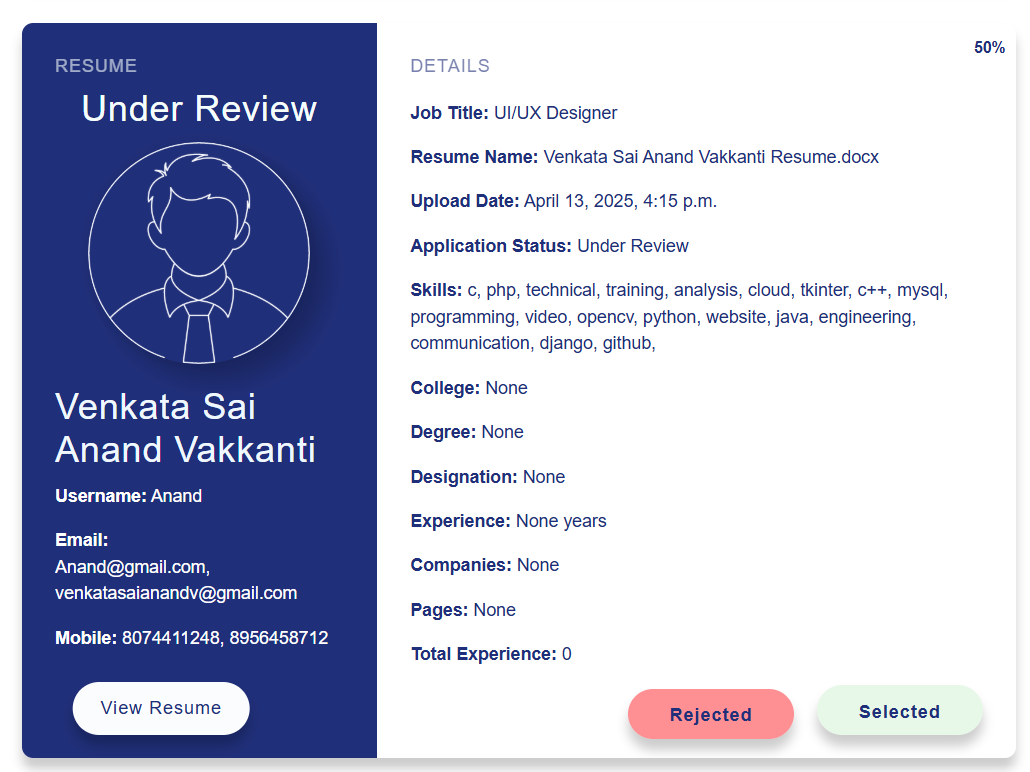 RESUME
Under Review
Venkata Sai
Anand Vakkanti
Username: Anand
Email:
Anand@gmail.com,
venkatasaianandv@gmail.com
Mobile: 8074411248, 8956458712
View Resume
50%
DETAILS
Job Title: UI/UX Designer
Resume Name: Venkata Sai Anand Vakkanti Resume.docx
Upload Date: April 13, 2025, 4:15 p.m.
Application Status: Under Review
Skills: c, php, technical, training, analysis, cloud, tkinter, c++, mysql,
programming, video, opencv, python, website, java, engineering,
communication, django, github,
College: None
Degree: None
Designation: None
Experience: None years
Companies: None
Pages: None
Total Experience: 0
Rejected
Selected